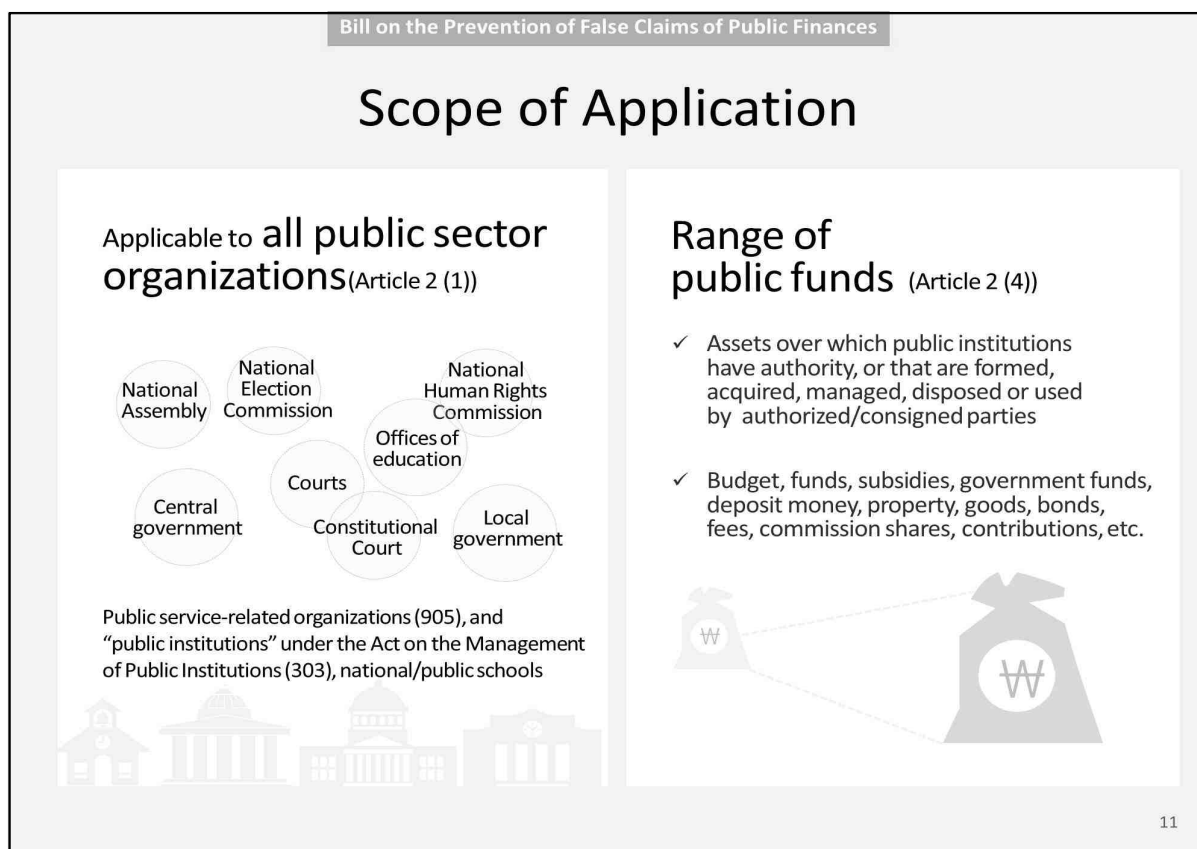 Bill on the Prevention of False Claims of Public Finances
Scope of Application
Applicable to all public sector
organizations(Article 2 (1))
National
Assembly
National
Election
Commission
National
Human Rights
Commission
Offices of
education
Courts
Central
government
Constitutional
Court
Local
government
Public service-related organizations (905), and
“public institutions” under the Act on the Management
of Public Institutions (303), national/public schools
Range of
public funds (Article 2 (4))
✓ Assets over which public institutions
have authority, or that are formed,
acquired, managed, disposed or used
by authorized/consigned parties
✓ Budget, funds, subsidies, government funds,
deposit money, property, goods, bonds,
fees, commission shares, contributions, etc.
₩
₩
11